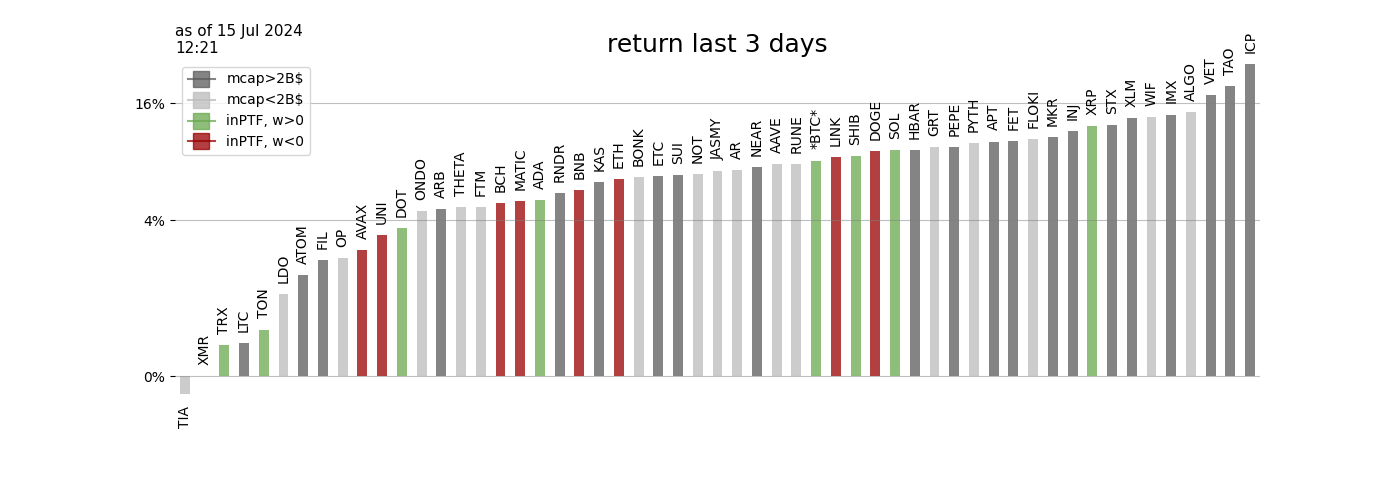 as of 15 Jul 2024
12:21
return last 3 days
mcap>2B$
mcap<2B$
inPTF, w>0
inPTF, w<0
16%
4%
0%
TIA
XMR
TRX
LTC
TON
LDO
ATOM
FIL
OP
AVAX
UNI
DOT
ONDO
ARB
THETA
FTM
BCH
MATIC
ADA
RNDR
BNB
KAS
ETH
BONK
ETC
SUI
NOT
JASMY
AR
NEAR
AAVE
RUNE
*BTC*
LINK
SHIB
DOGE
SOL
HBAR
GRT
PEPE
PYTH
APT
FET
FLOKI
MKR
INJ
XRP
STX
XLM
WIF
IMX
ALGO
VET
TAO
ICP